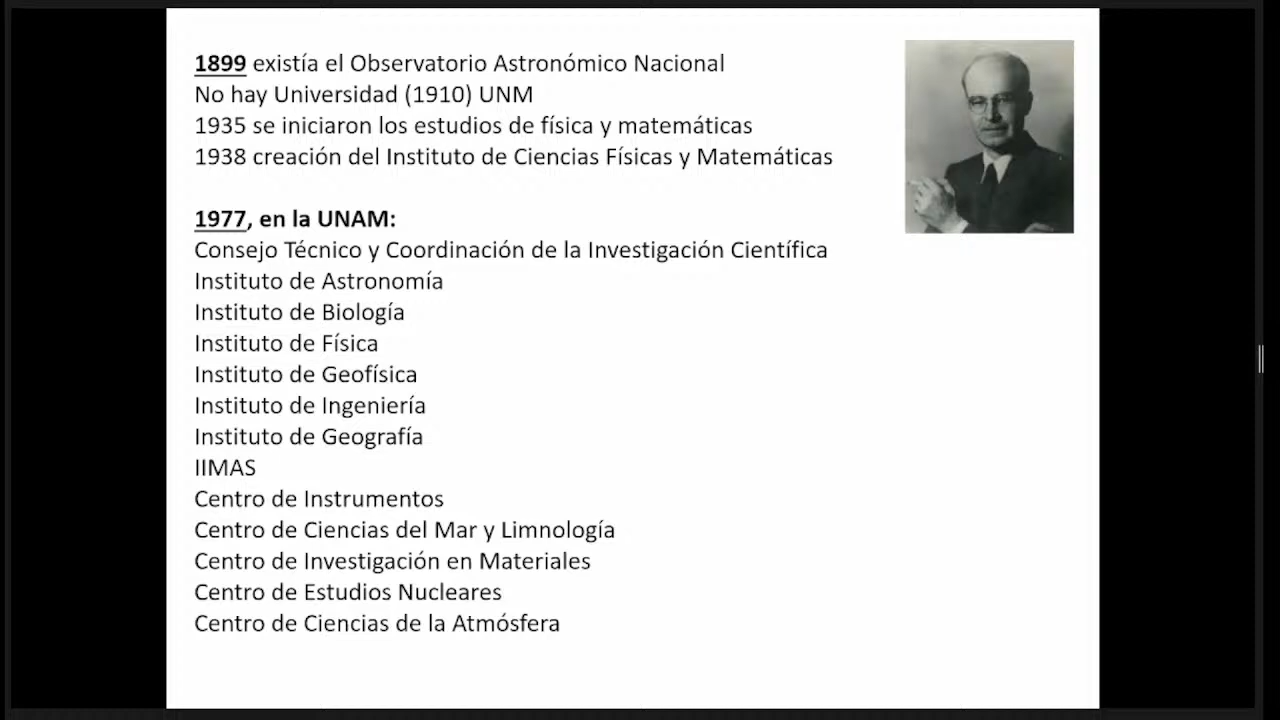 1899 existía el Observatorio Astronómico Nacional
No hay Universidad (1910) UNM
1935 se iniciaron los estudios de física y matemáticas
1938 creación del Instituto de Ciencias Físicas y Matemáticas
1977, en la UNAM:
Consejo Técnico y Coordinación de la Investigación Científica
Instituto de Astronomía
Instituto de Biología
Instituto de Física
Instituto de Geofísica
Instituto de Ingeniería
Instituto de Geografía
IIMAS
Centro de Instrumentos
Centro de Ciencias del Mar y Limnología
Centro de Investigación en Materiales
Centro de Estudios Nucleares
Centro de Ciencias de la Atmósfera